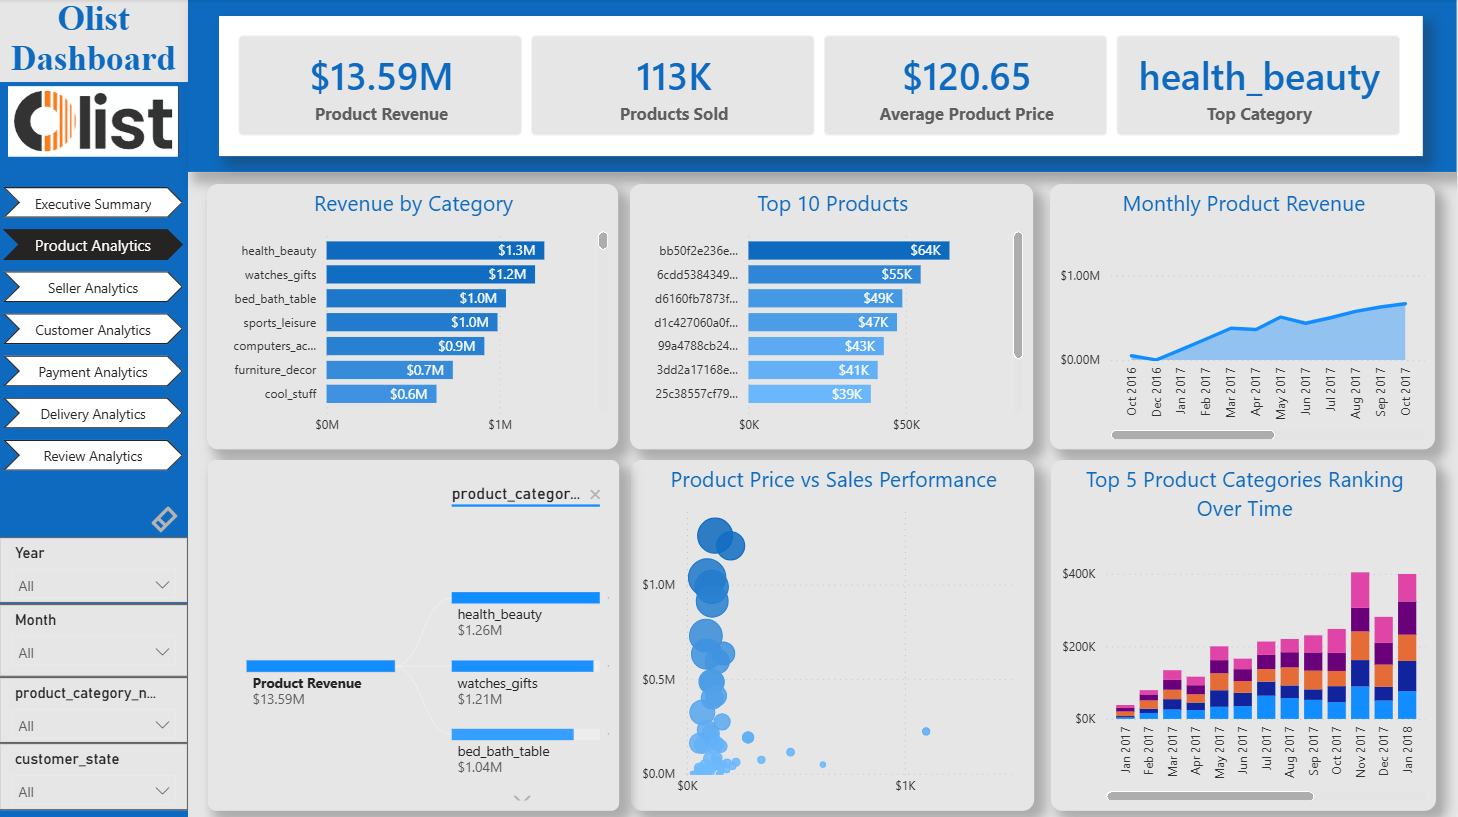 Olist
Dashboard
Olist
Executive Summary
Product Analytics
Seller Analytics
Customer Analytics
Payment Analytics
Delivery Analytics
Review Analytics
Year
All
Month
All
product_category_n...
All
customer_state
All
$13.59M
Product Revenue
113K
Products Sold
$120.65
Average Product Price
health_beauty
Top Category
Revenue by Category
health_beauty $1.3M
watches_gifts $1.2M
bed_bath_table $1.0M
sports_leisure $1.0M
computers_ac... $0.9M
furniture_decor $0.7M
cool_stuff $0.6M
$0M $1M
Top 10 Products
bb50f2e236e... $64K
6cdd5384349... $55K
d6160fb7873f... $49K
d1c427060a0f... $47K
99a4788cb24... $43K
3dd2a17168e... $41K
25c38557cf79... $39K
$0K $50K
Monthly Product Revenue
$1.00M
$0.00M
Oct 2016 Dec 2016 Jan 2017 Feb 2017 Mar 2017 Apr 2017 May 2017 Jun 2017 Jul 2017 Aug 2017 Sep 2017 Oct 2017
product_categor...
health_beauty
$1.26M
Product Revenue
$13.59M
watches_gifts
$1.21M
bed_bath_table
$1.04M
Product Price vs Sales Performance
$1.0M
$0.5M
$0.0M
$0K $1K
Top 5 Product Categories Ranking
Over Time
$400K
$200K
$0K
Jan 2017 Feb 2017 Mar 2017 Apr 2017 May 2017 Jun 2017 Jul 2017 Aug 2017 Sep 2017 Oct 2017 Nov 2017 Dec 2017 Jan 2018